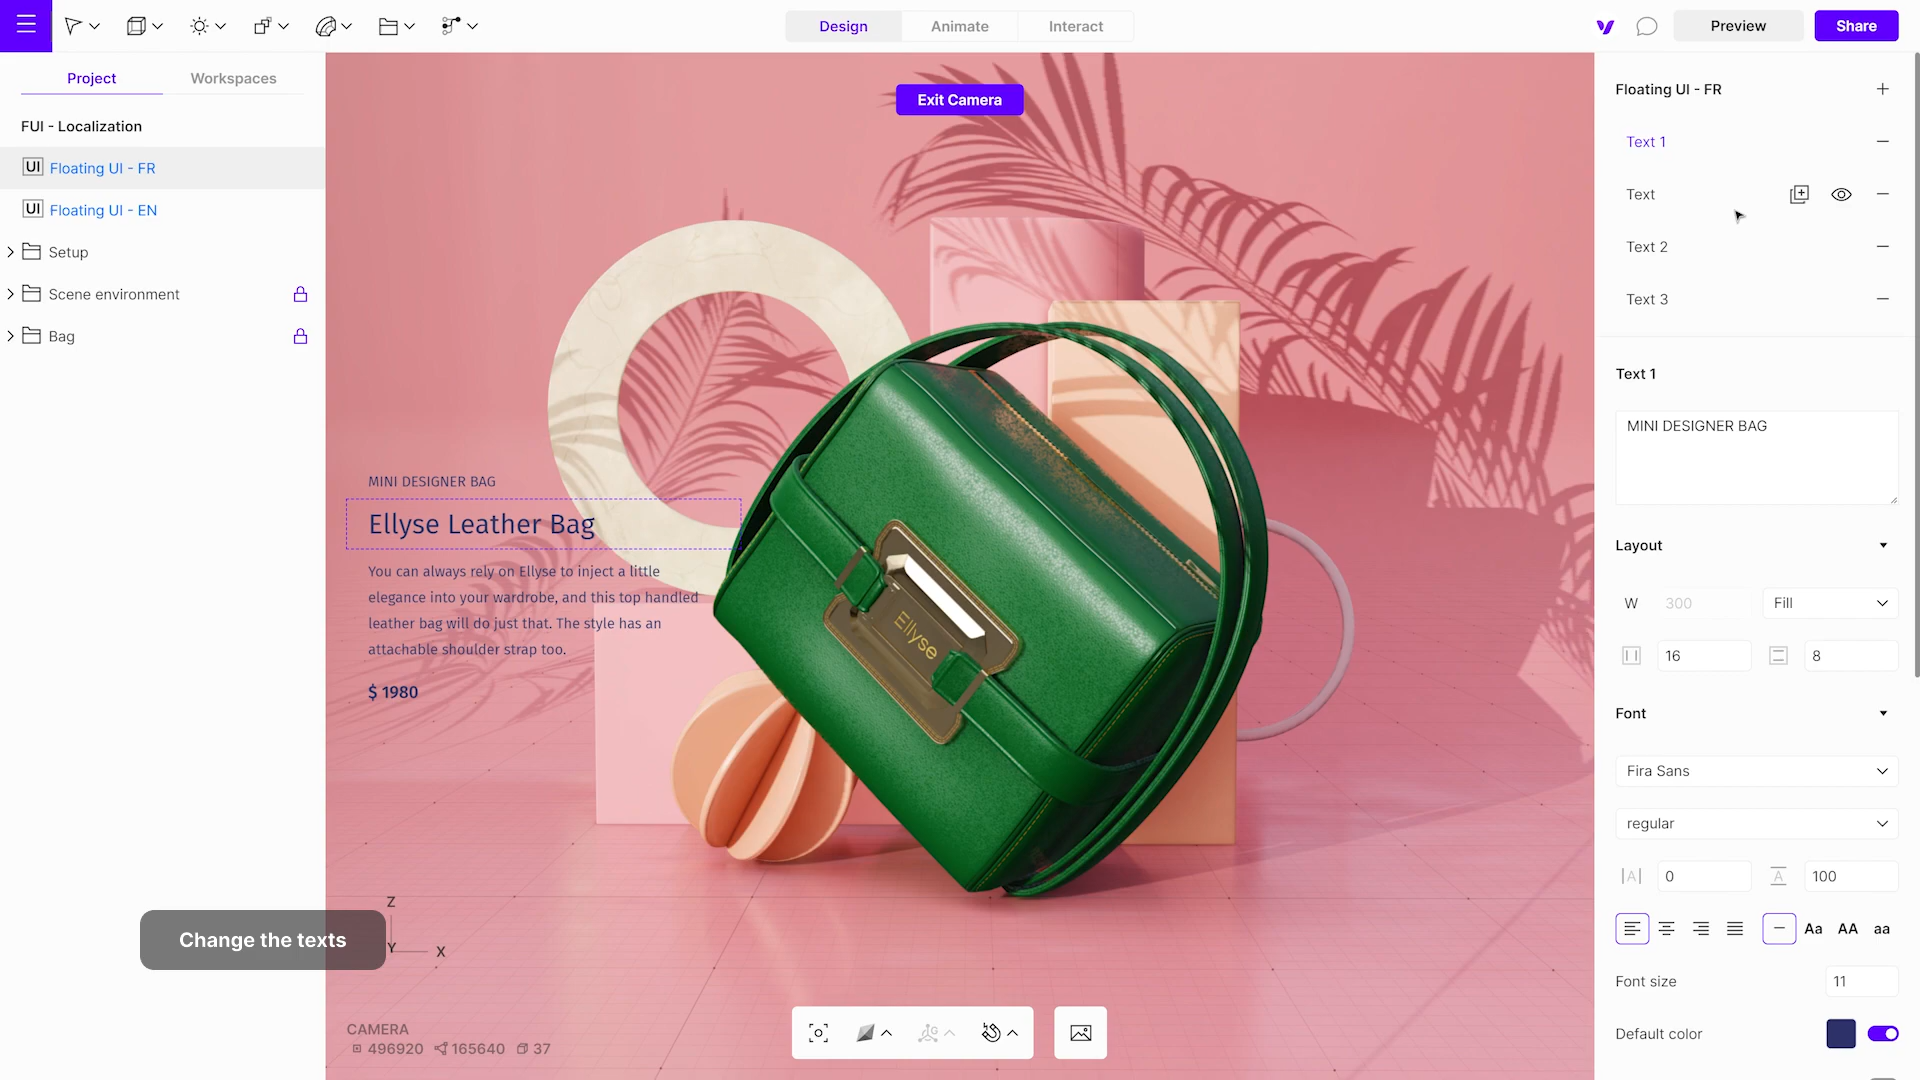 Design
Animate
Interact
Preview
Share
Project
Workspaces
FUI - Localization
UI Floating UI - FR
UI Floating UI - EN
Setup
Scene environment
Bag
Exit Camera
MINI DESIGNER BAG
Ellyse Leather Bag
You can always rely on Ellyse to inject a little
elegance into your wardrobe, and this top handled
leather bag will do just that. The style has an
attachable shoulder strap too.
$ 1980
Ellyse
Change the texts
Z
Y
X
CAMERA
496920 165640 37
Floating UI - FR
Text 1
Text
Text 2
Text 3
Text 1
MINI DESIGNER BAG
Layout
W 300 Fill
16 8
Font
Fira Sans
regular
A 0 A 100
Aa AA aa
Font size 11
Default color